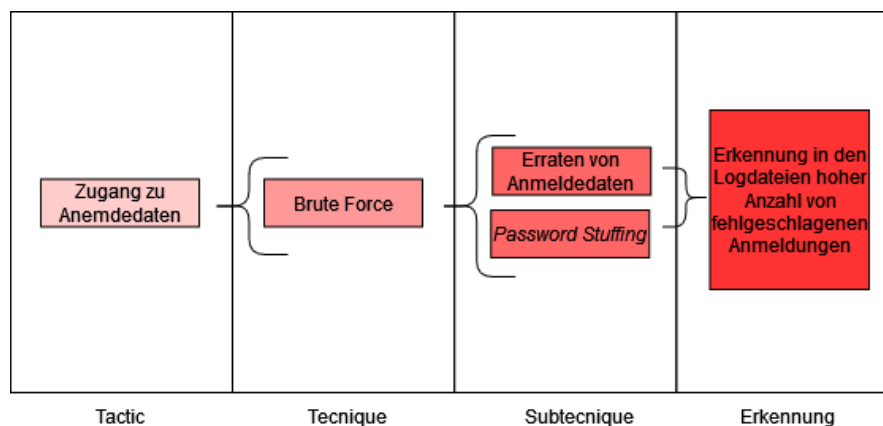 Zugang zu
Anemdedaten
Brute Force
Erraten von
Anmeldedaten
Password Stuffing
Erkennung in den
Logdateien hoher
Anzahl von
fehlgeschlagenen
Anmeldungen
Tactic
Tecnique
Subtecnique
Erkennung